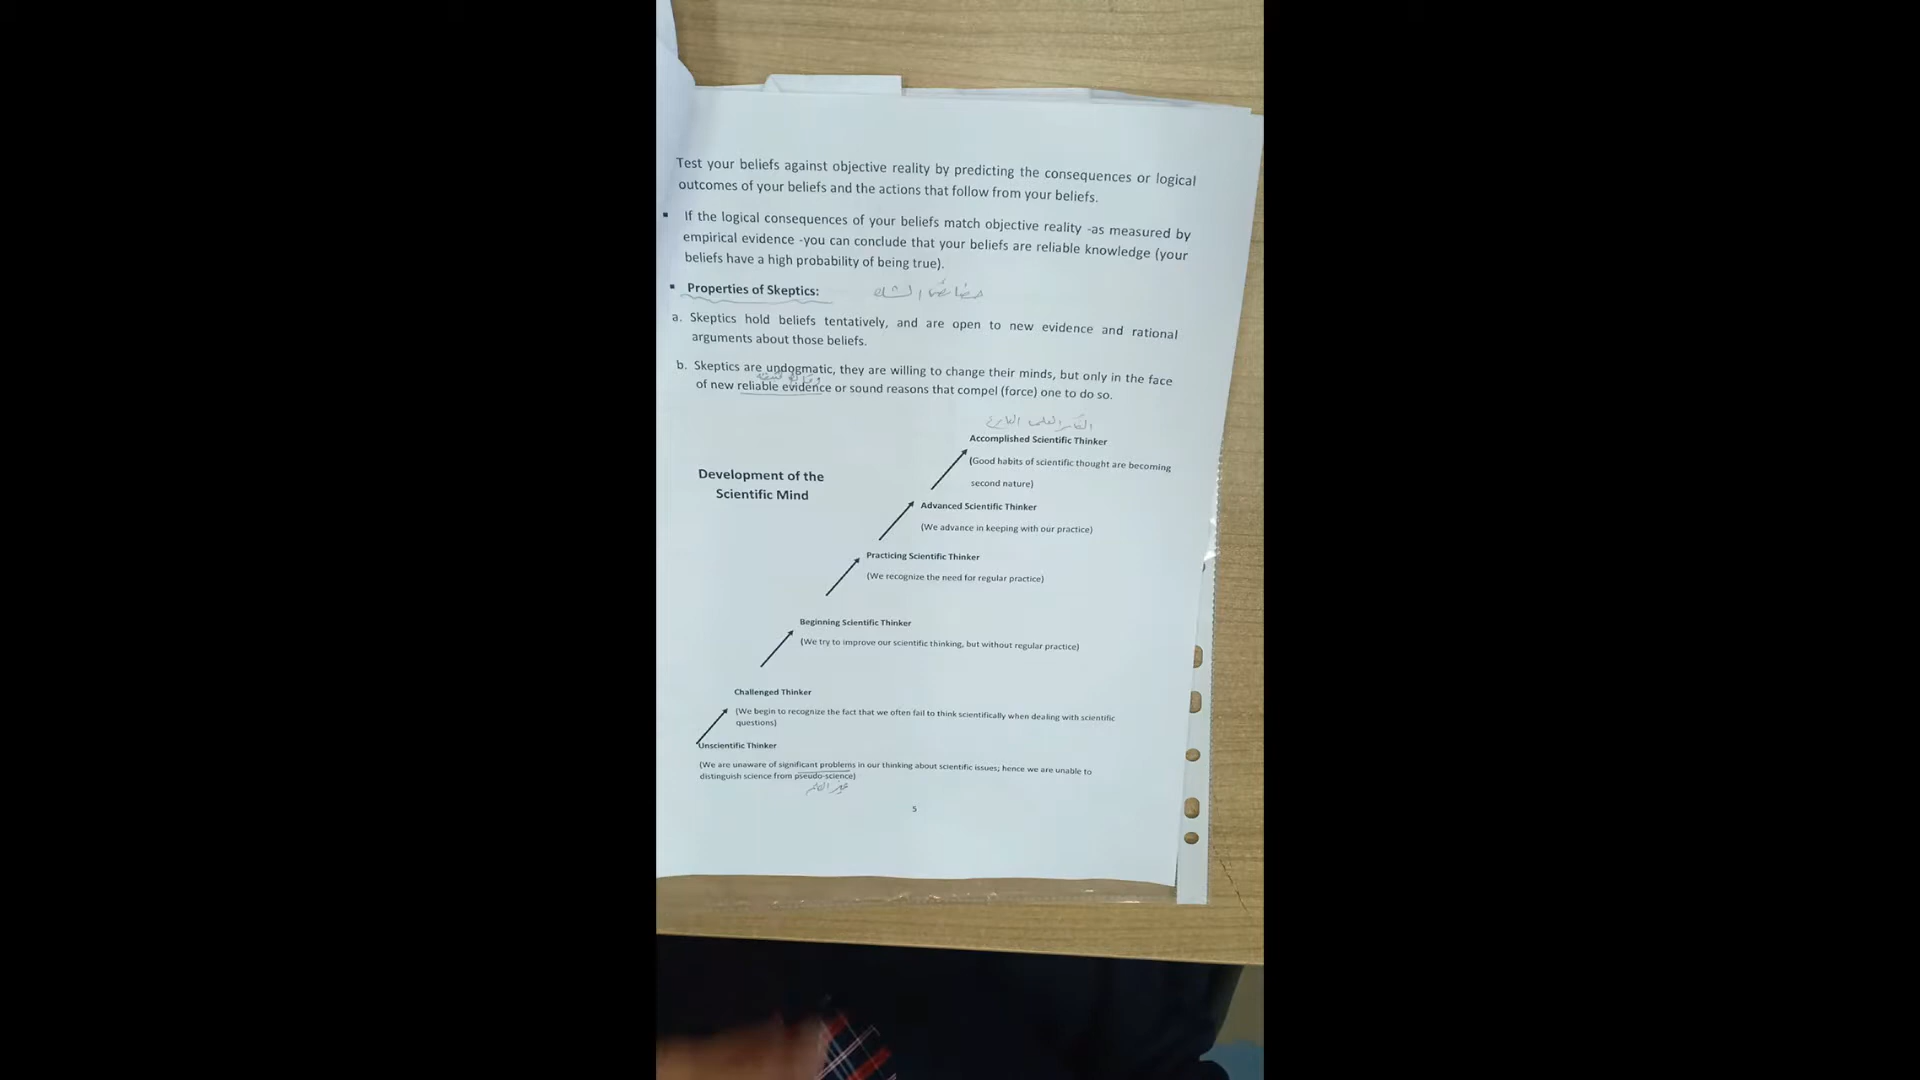 Test your beliefs against objective reality by predicting the consequences or logical
outcomes of your beliefs and the actions that follow from your beliefs.
▪ If the logical consequences of your beliefs match objective reality -as measured by
empirical evidence -you can conclude that your beliefs are reliable knowledge (your
beliefs have a high probability of being true).
▪ Properties of Skeptics:
a. Skeptics hold beliefs tentatively, and are open to new evidence and rational
arguments about those beliefs.
b. Skeptics are undogmatic, they are willing to change their minds, but only in the face
of new reliable evidence or sound reasons that compel (force) one to do so.
العلمي البارع
Accomplished Scientific Thinker
(Good habits of scientific thought are becoming
second nature)
Development of the
Scientific Mind
Advanced Scientific Thinker
(We advance in keeping with our practice)
Practicing Scientific Thinker
(We recognize the need for regular practice)
Beginning Scientific Thinker
(We try to improve our scientific thinking, but without regular practice)
Challenged Thinker
(We begin to recognize the fact that we often fail to think scientifically when dealing with scientific
questions)
Unscientific Thinker
(We are unaware of significant problems in our thinking about scientific issues; hence we are unable to
distinguish science from pseudo-science)
5